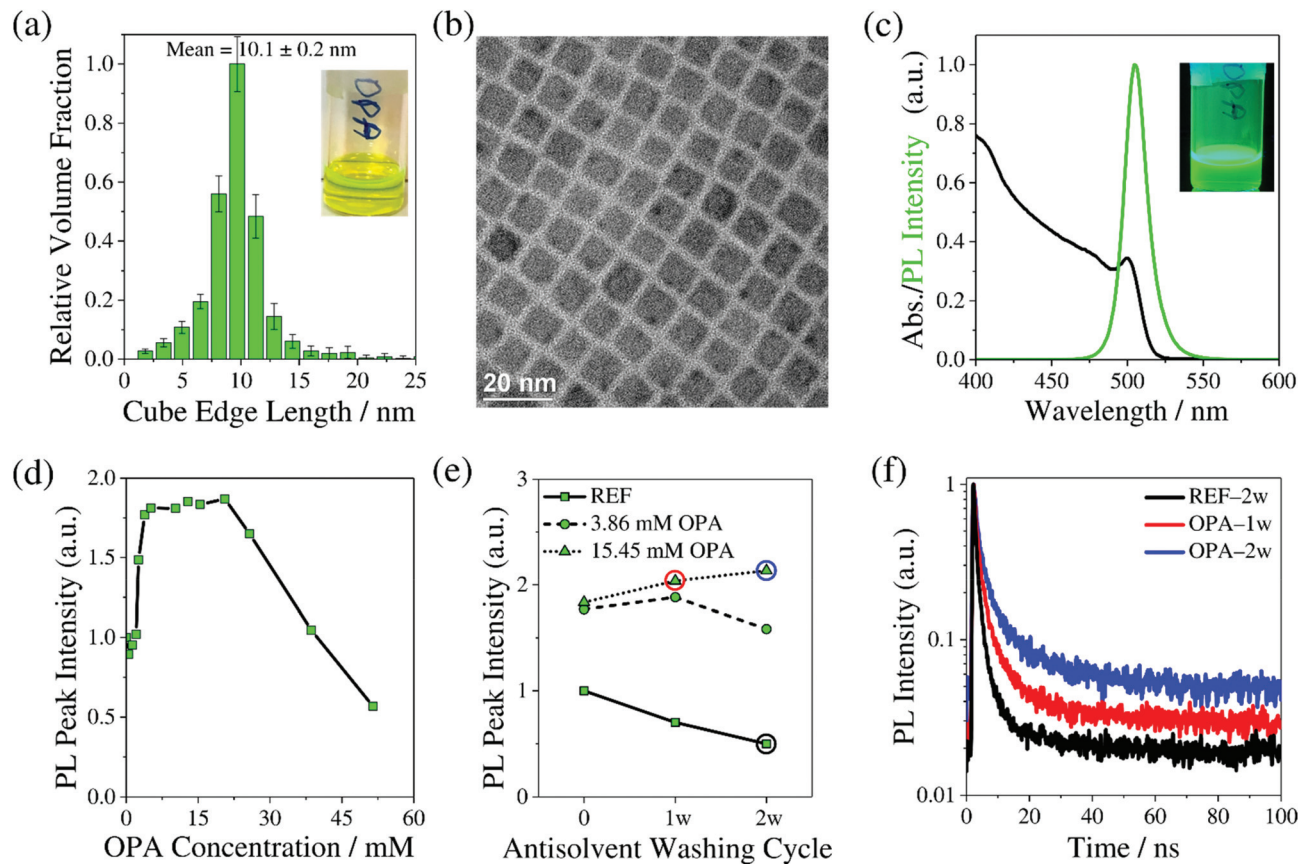 (a)
Mean = 10.1 ± 0.2 nm
1.0
0.8
0.6
0.4
0.2
0.0
0 5 10 15 20 25
Relative Volume Fraction
Cube Edge Length / nm
OPA
(b)
20 nm
(c)
1.0
0.8
0.6
0.4
0.2
0.0
400 450 500 550 600
Abs./PL Intensity (a.u.)
Wavelength / nm
OPA
(d)
2.0
1.5
1.0
0.5
0.0
0 15 30 45 60
PL Peak Intensity (a.u.)
OPA Concentration / mM
(e)
REF
3.86 mM OPA
15.45 mM OPA
3
2
1
0
0 1w 2w
PL Peak Intensity (a.u.)
Antisolvent Washing Cycle
(f)
REF–2w
OPA–1w
OPA–2w
1
0.1
0.01
0 20 40 60 80 100
PL Intensity (a.u.)
Time / ns